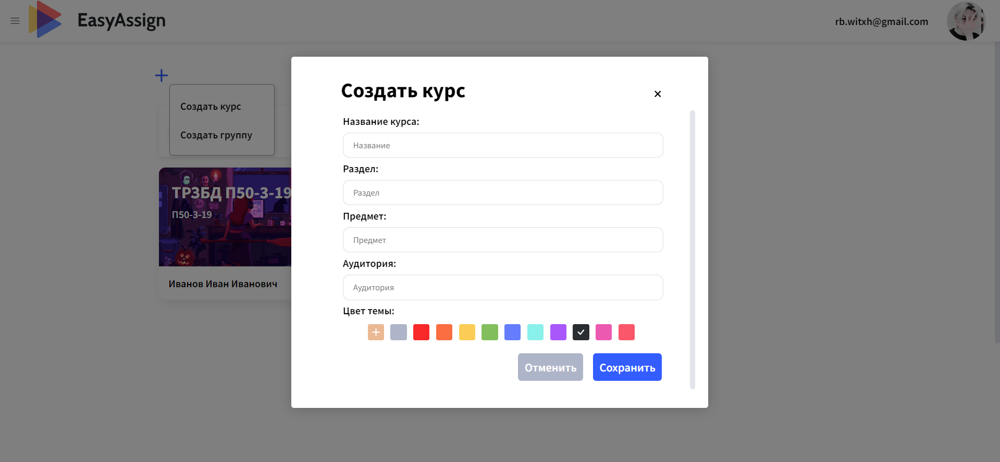 EasyAssign
rb.witxh@gmail.com
Создать курс
Создать группу
ТРЗБД П50-3-19
П50-3-19
Иванов Иван Иванович
Создать курс
Название курса:
Название
Раздел:
Раздел
Предмет:
Предмет
Аудитория:
Аудитория
Цвет темы:
Отменить
Сохранить